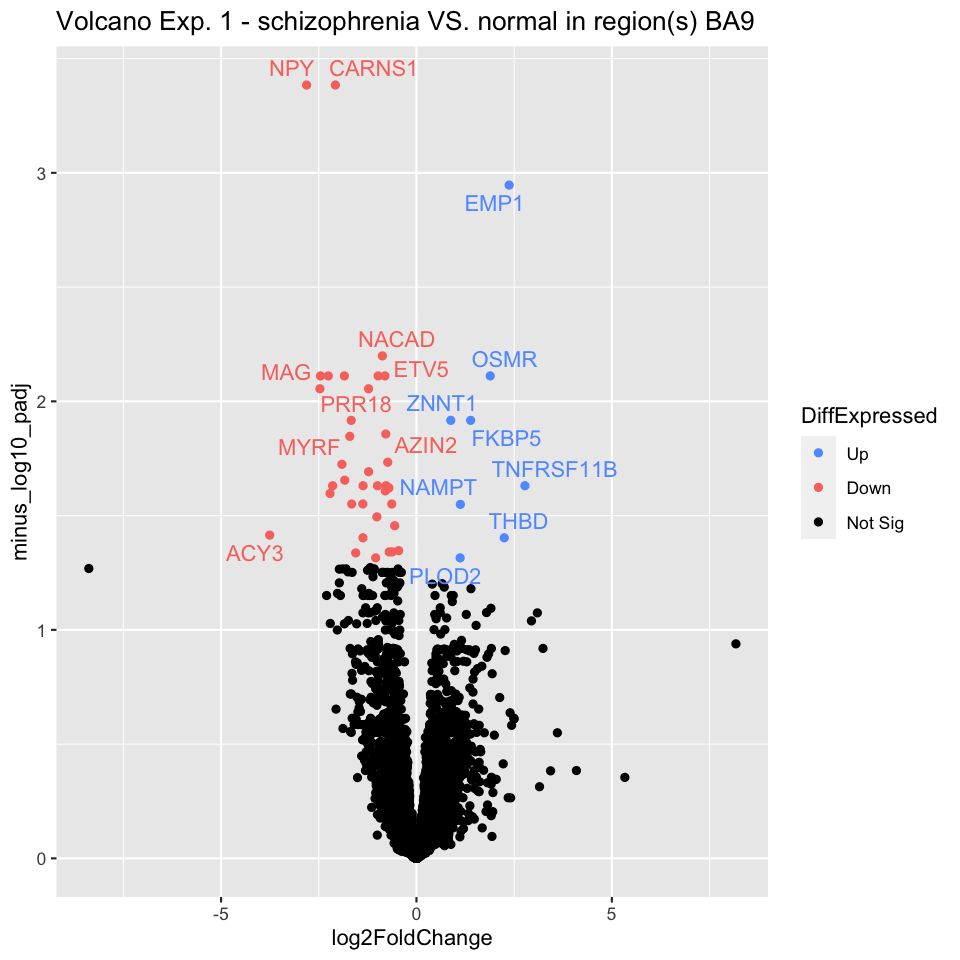 Volcano Exp. 1 - schizophrenia VS. normal in region(s) BA9
NPY CARNS1
3
EMP1
NACAD
OSMR
MAG
ETV5
2
PRR18
ZNNT1
MYRF
AZIN2
FKBP5
TNFRSF11B
NAMPT
THBD
ACY3
PLOD2
1
0
-5 0 5
log2FoldChange
minus_log10_padj
DiffExpressed
Up
Down
Not Sig